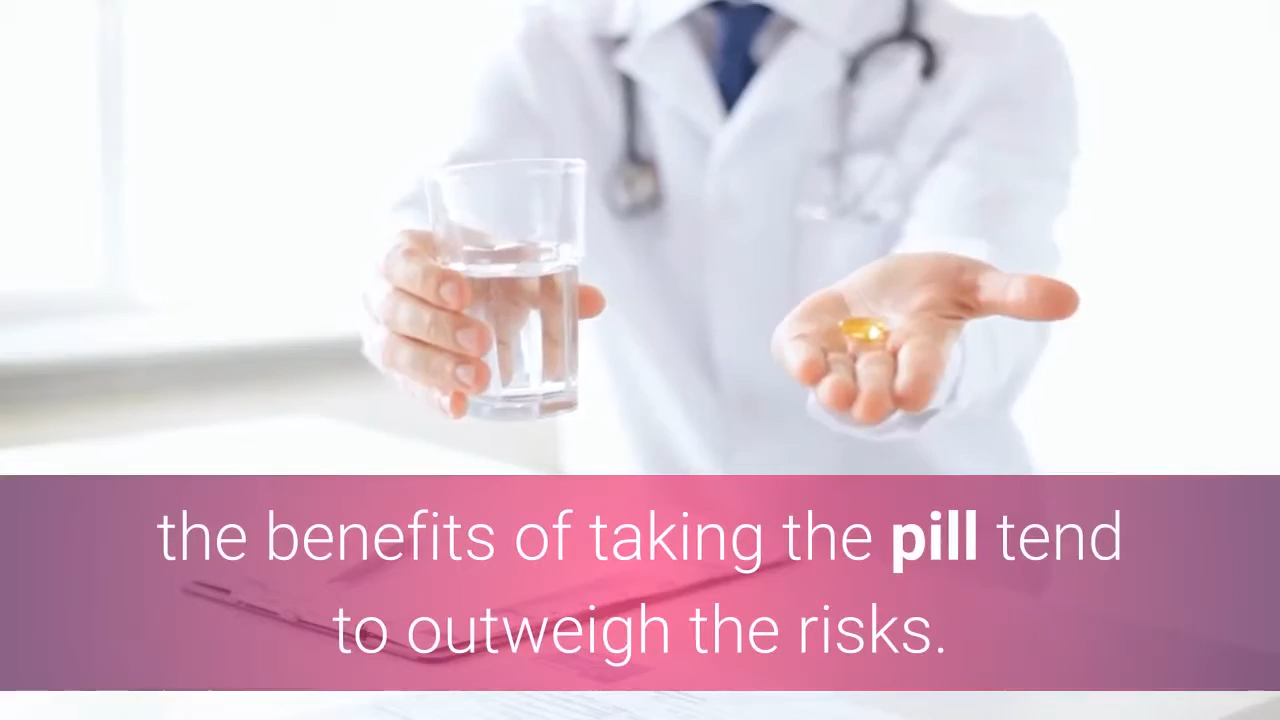 the benefits of taking the pill tend
to outweigh the risks.